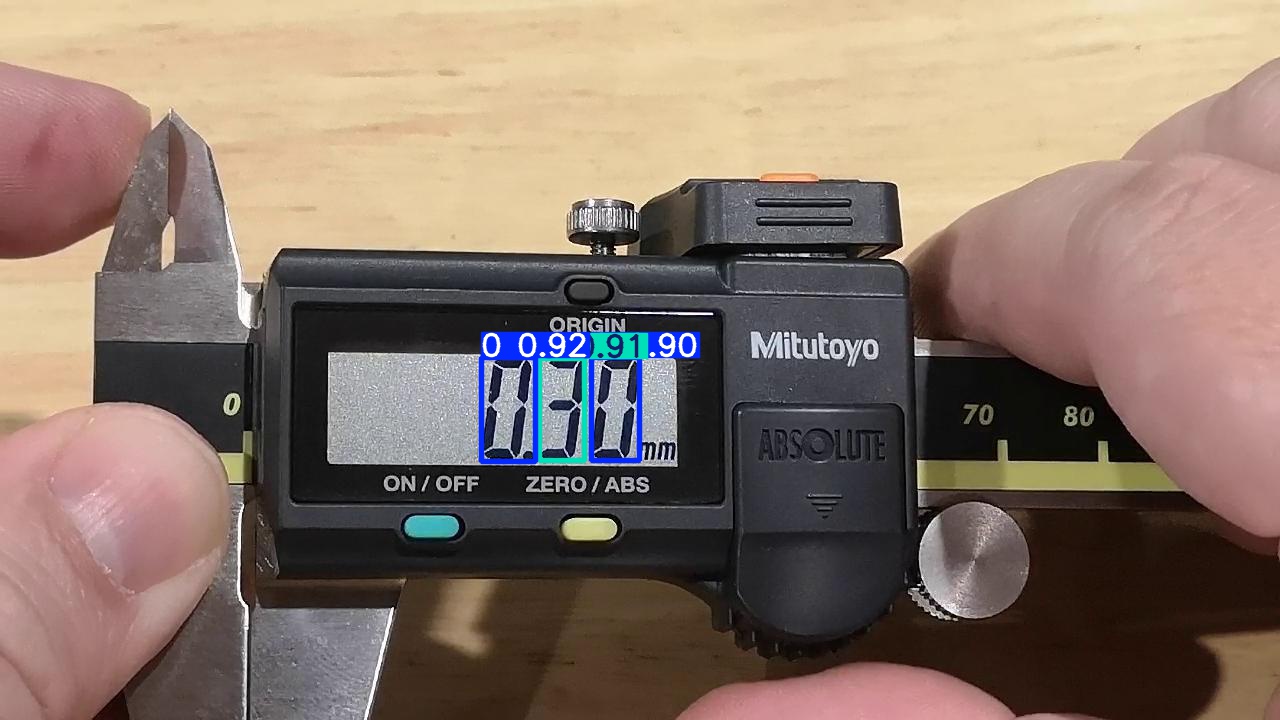 ORIGIN
0 0.92 .91 .90
Mitutoyo
0.30 mm
0
70 80
ABSOLUTE
ON / OFF ZERO / ABS